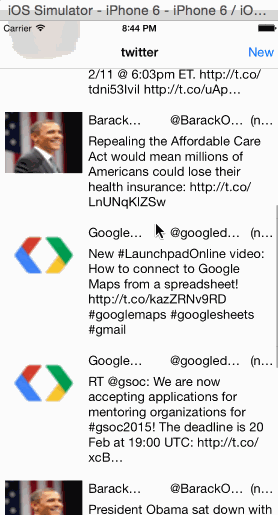 iOS Simulator - iPhone 6 - iPhone 6 / iO...
Carrier 8:44 PM
twitter New
2/11 @ 6:03pm ET. http://t.co/
tdni53IviI http://t.co/uAp...
Barack... @BarackO... (n...
Repealing the Affordable Care
Act would mean millions of
Americans could lose their
health insurance: http://t.co/
LnUNqKlZSw
Google... @googled... (n...
New #LaunchpadOnline video:
How to connect to Google
Maps from a spreadsheet!
http://t.co/kazZRNv9RD
#googlemaps #googlesheets
#gmail
Google... @googled... (n...
RT @gsoc: We are now
accepting applications for
mentoring organizations for
#gsoc2015! The deadline is 20
Feb at 19:00 UTC: http://t.co/
xcB...
Barack... @BarackO... (n...
President Obama sat down with